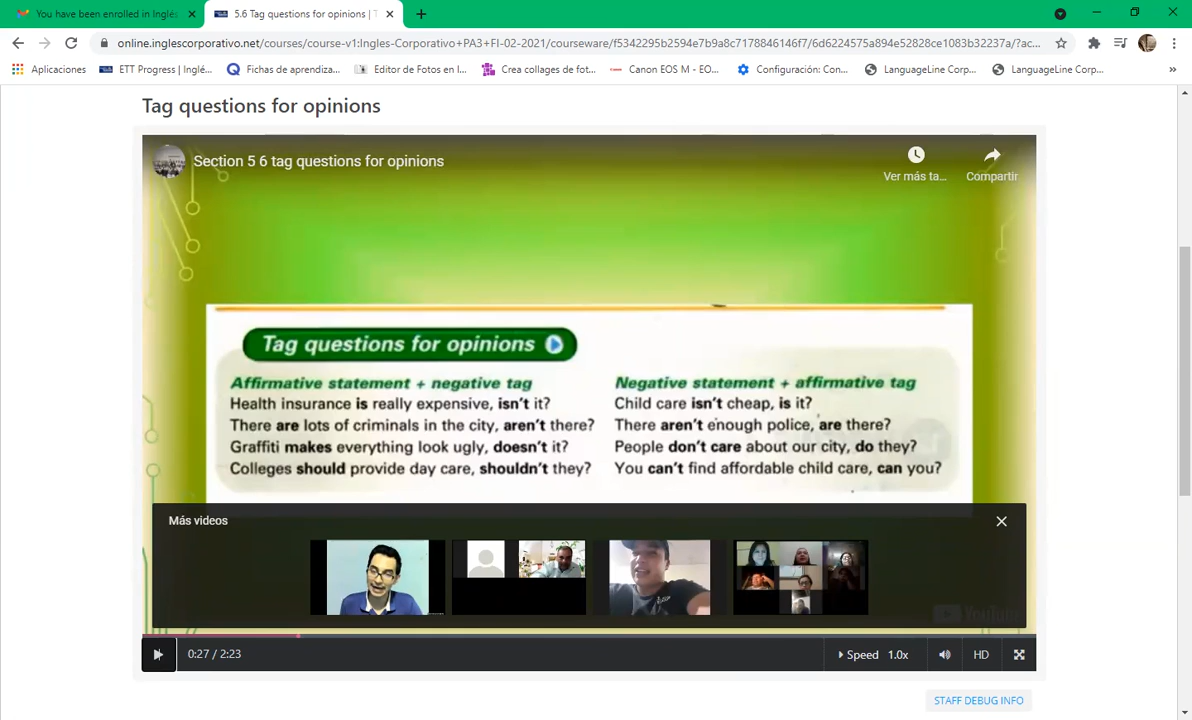 You have been enrolled in Inglés
5.6 Tag questions for opinions | T
online.inglescorporativo.net/courses/course-v1:Ingles-Corporativo+PA3+FI-02-2021/courseware/f5342295b2594e7b9a8c7178846146f7/6d6224575a894e52828ce1083b32237a/?ac...
Aplicaciones
ETT Progress | Inglé...
Fichas de aprendiza...
Editor de Fotos en l...
Crea collages de fot...
Canon EOS M - EO...
Configuración: Con...
LanguageLine Corp...
LanguageLine Corp...
Tag questions for opinions
Section 5 6 tag questions for opinions
Ver más ta...
Compartir
Tag questions for opinions
Affirmative statement + negative tag
Health insurance is really expensive, isn't it?
There are lots of criminals in the city, aren't there?
Graffiti makes everything look ugly, doesn't it?
Colleges should provide day care, shouldn't they?
Negative statement + affirmative tag
Child care isn't cheap, is it?
There aren't enough police, are there?
People don't care about our city, do they?
You can't find affordable child care, can you?
Más videos
YouTube
0:27 / 2:23
Speed 1.0x
HD
STAFF DEBUG INFO